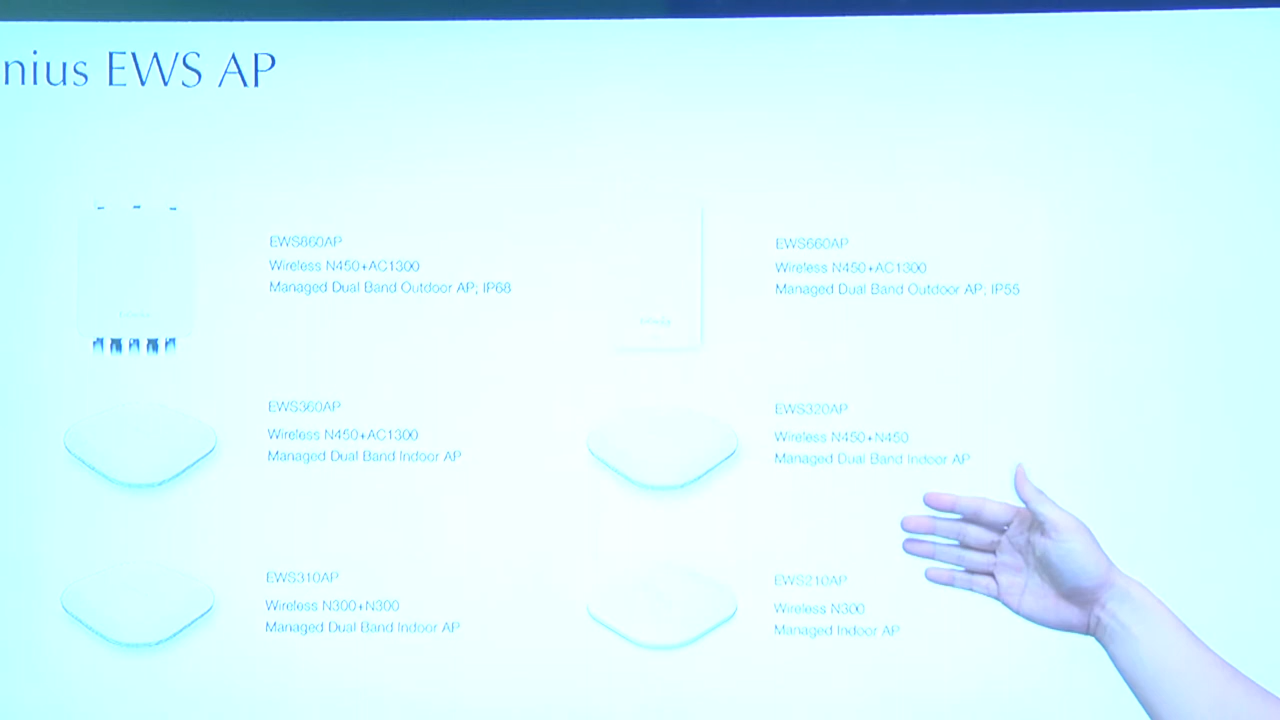 nius EWS AP
EWS860AP
Wireless N450+AC1300
Managed Dual Band Outdoor AP; IP68
EWS660AP
Wireless N450+AC1300
Managed Dual Band Outdoor AP; IP55
EWS360AP
Wireless N450+AC1300
Managed Dual Band Indoor AP
EWS320AP
Wireless N450+N450
Managed Dual Band Indoor AP
EWS310AP
Wireless N300+N300
Managed Dual Band Indoor AP
EWS210AP
Wireless N300
Managed Indoor AP